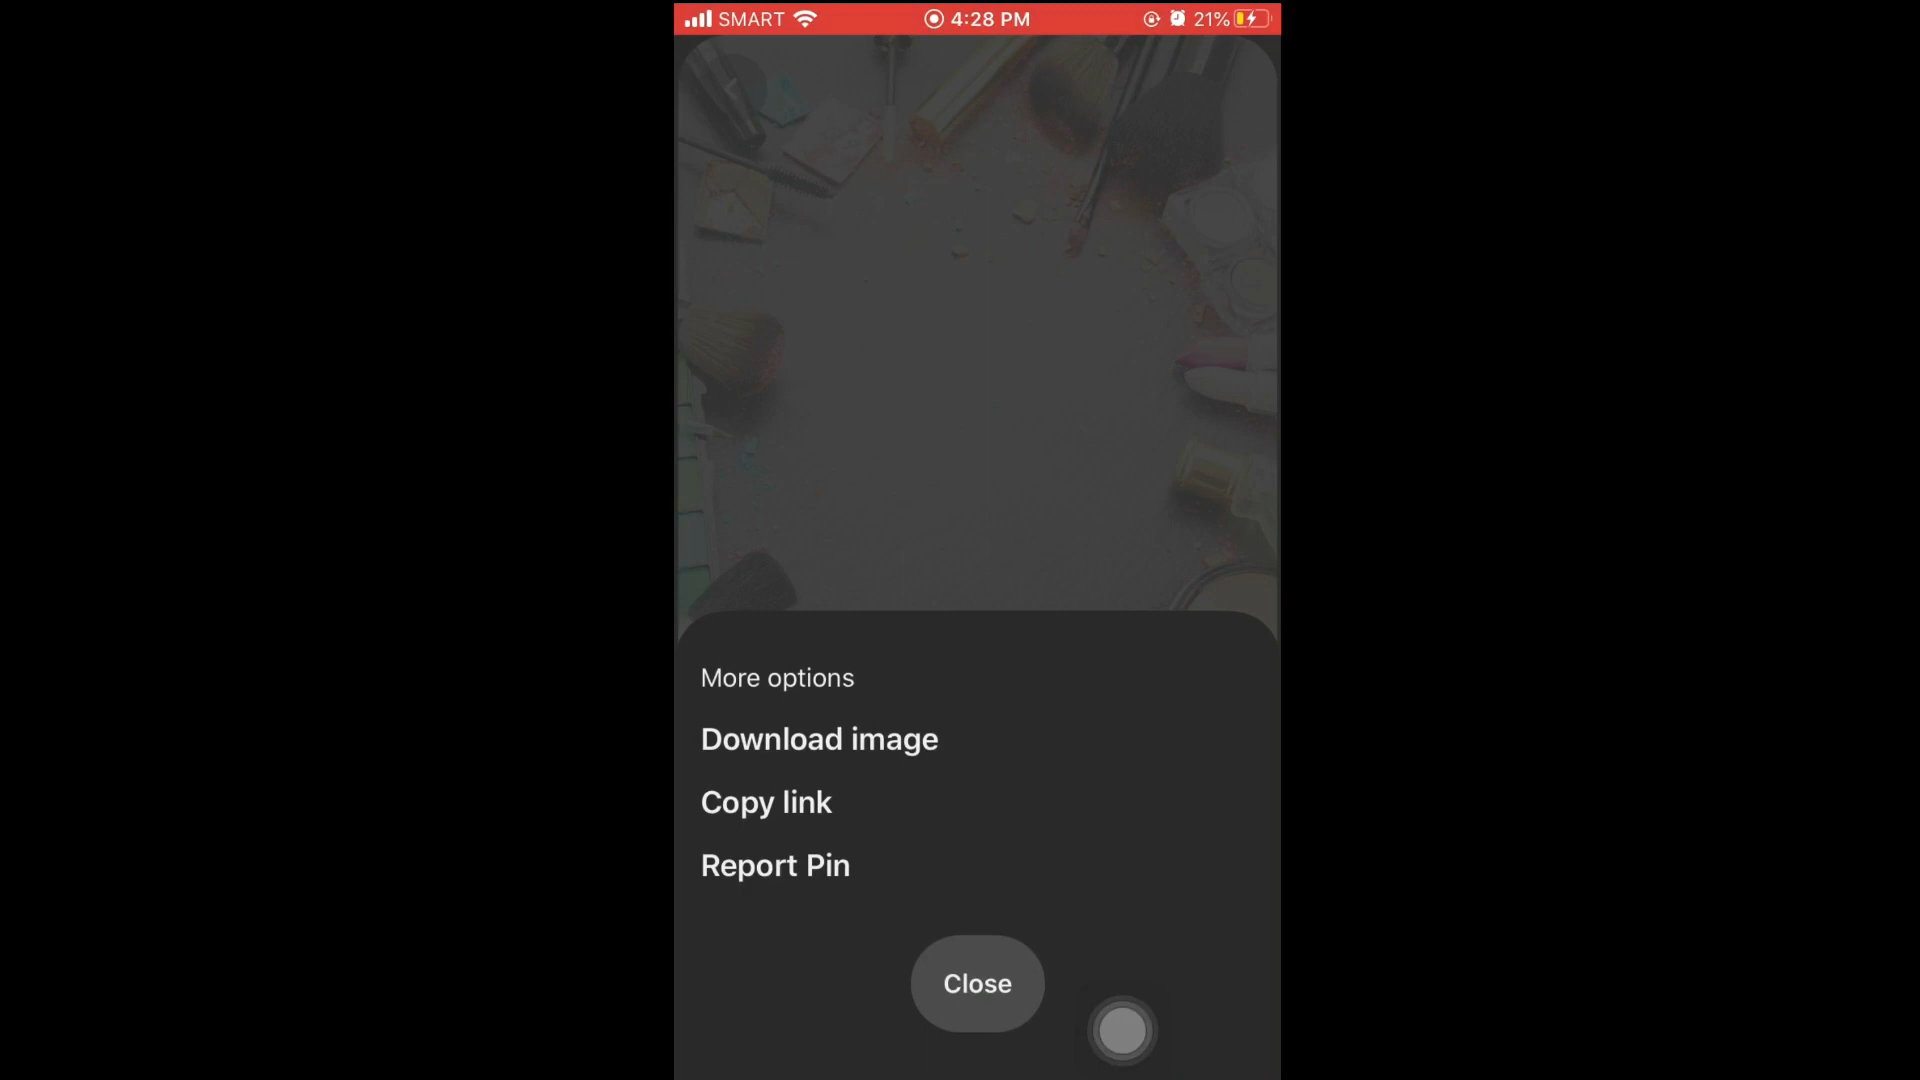 SMART 4:28 PM 21%
More options
Download image
Copy link
Report Pin
Close